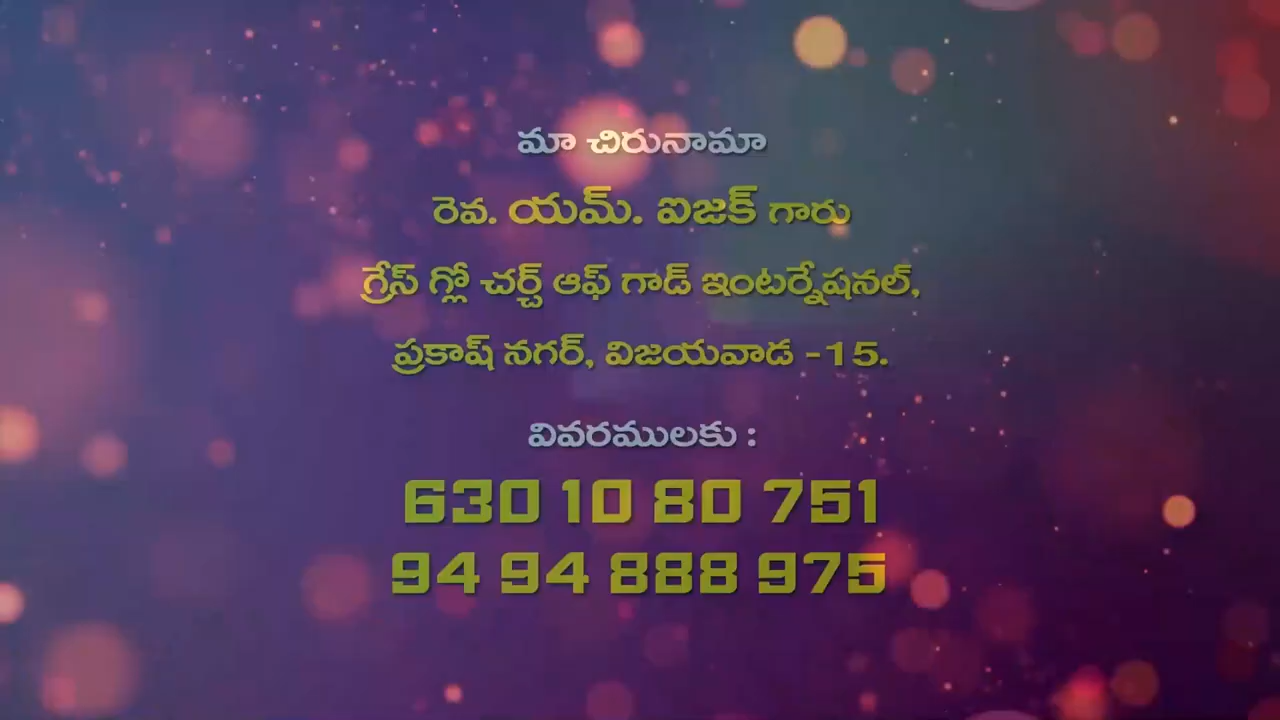 మా చిరునామా
రెవ. యమ్. ఐజక్ గారు
గ్రేస్ గ్లో చర్చ్ ఆఫ్ గాడ్ ఇంటర్నేషనల్,
ప్రకాష్ నగర్, విజయవాడ -15.
వివరములకు :
630 10 80 751
94 94 888 975